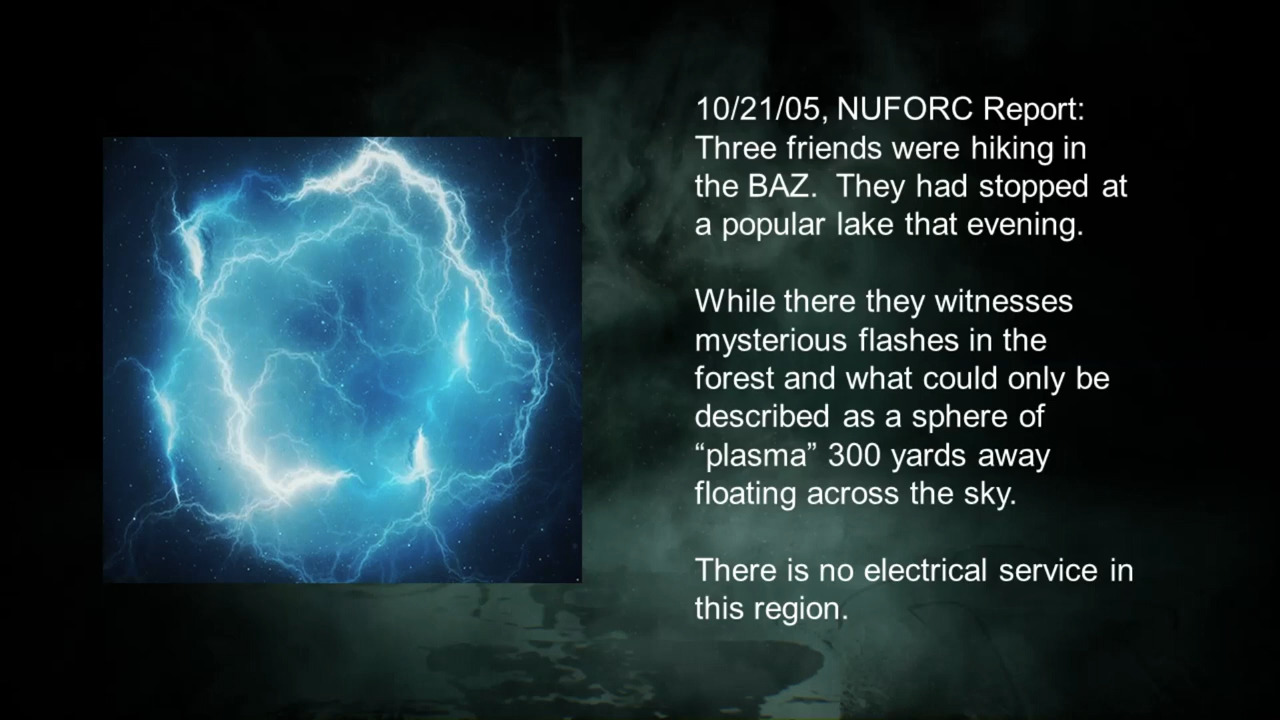 10/21/05, NUFORC Report:
Three friends were hiking in
the BAZ.  They had stopped at
a popular lake that evening.
While there they witnesses
mysterious flashes in the
forest and what could only be
described as a sphere of
“plasma” 300 yards away
floating across the sky.
There is no electrical service in
this region.